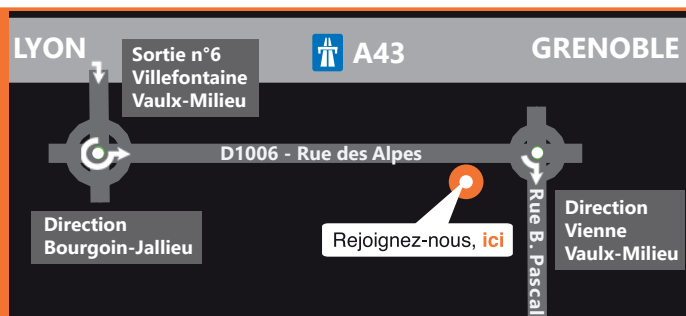 LYON
Sortie n°6
Villefontaine
Vaulx-Milieu
A43
GRENOBLE
D1006 - Rue des Alpes
Direction
Bourgoin-Jallieu
Rejoignez-nous, ici
Rue B. Pascal
Direction
Vienne
Vaulx-Milieu